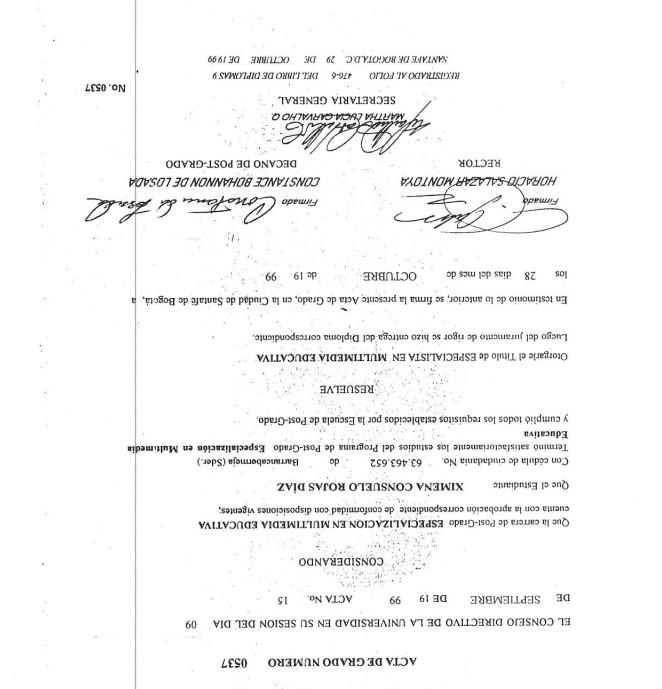 ACTA DE GRADO NUMERO 0537
EL CONSEJO DIRECTIVO DE LA UNIVERSIDAD EN SU SESION DEL DIA 09
DE SEPTIEMBRE DE 19 99 ACTA No. 15
CONSIDERANDO
Que la carrera de Post-Grado ESPECIALIZACION EN MULTIMEDIA EDUCATIVA
cuenta con la aprobación correspondiente de conformidad con disposiciones vigentes;
Que el Estudiante XIMENA CONSUELO ROJAS DÍAZ
Con cédula de ciudadanía No. 63.463.652 de Barrancabermeja (Sder.)
Terminó satisfactoriamente los estudios del Programa de Post-Grado Especialización en Multimedia
Educativa
y cumplió todos los requisitos establecidos por la Escuela de Post-Grado.
RESUELVE
Otorgarle el Titulo de ESPECIALISTA EN MULTIMEDIA EDUCATIVA
Luego del juramento de rigor se hizo entrega del Diploma correspondiente.
En testimonio de lo anterior, se firma la presente Acta de Grado, en la Ciudad de Santafé de Bogotá, a
los 28 días del mes de OCTUBRE de 19 99
Firmado Firmado
HORACIO SALAZAR MONTOYA CONSTANCE BOHANNON DE LOSADA
RECTOR DECANO DE POST-GRADO
MARTHA LUCIA CARVALHO Q
SECRETARIA GENERAL
No. 0537
REGISTRADO AL FOLIO 476-6 DEL LIBRO DE DIPLOMAS 9
SANTAFE DE BOGOTA,D.C. 29 DE OCTUBRE DE 1999